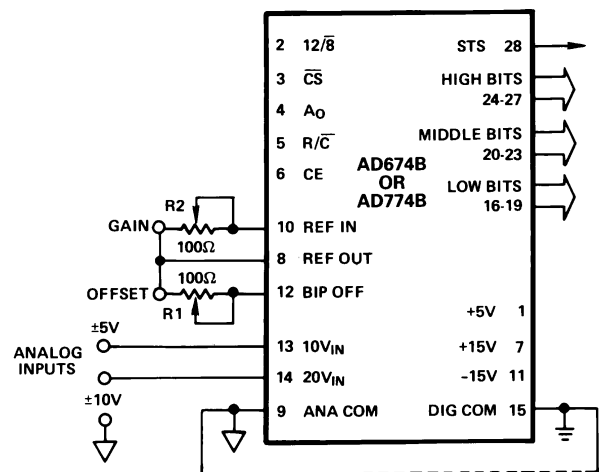 2 12/8̅ STS 28
3 C̅S̅ HIGH BITS
24-27
4 AO
5 R/C̅ MIDDLE BITS
20-23
6 CE
AD674B
OR
AD774B
LOW BITS
16-19
R2
GAIN
100Ω
10 REF IN
8 REF OUT
100Ω
OFFSET
R1
12 BIP OFF
+5V 1
±5V
13 10VIN +15V 7
ANALOG
INPUTS
14 20VIN -15V 11
±10V
9 ANA COM DIG COM 15